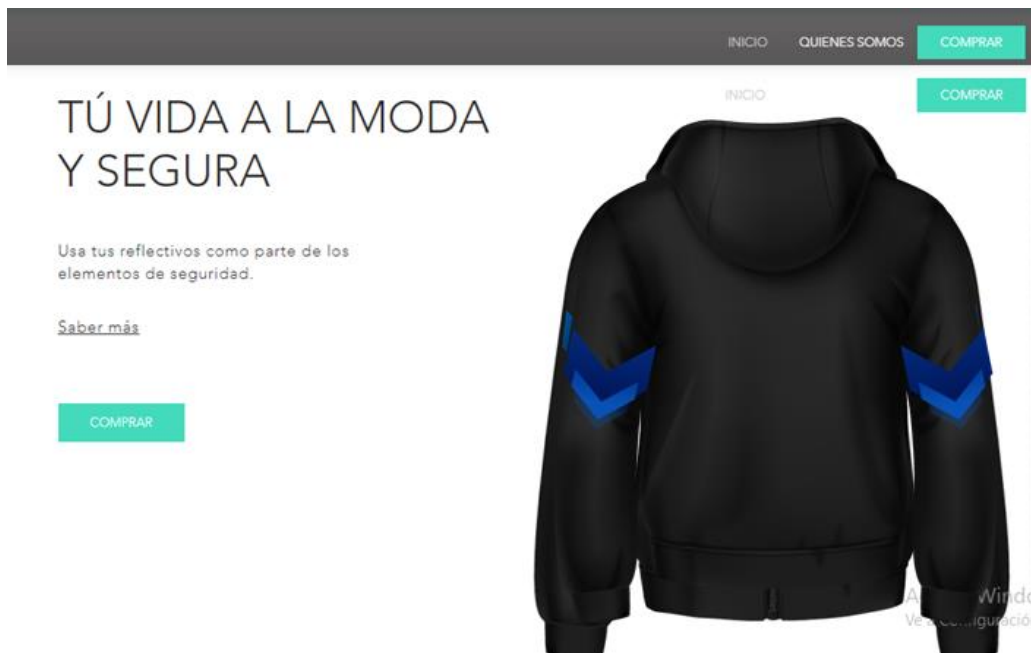 INICIO QUIENES SOMOS COMPRAR
INICIO COMPRAR
TÚ VIDA A LA MODA
Y SEGURA
Usa tus reflectivos como parte de los
elementos de seguridad.
Saber más
COMPRAR